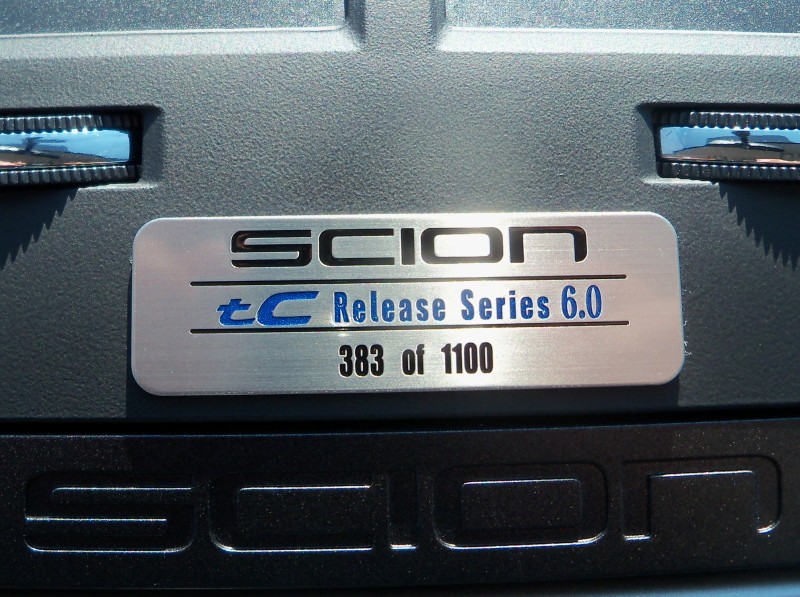 SCION
tC Release Series 6.0
383 of 1100
SCION